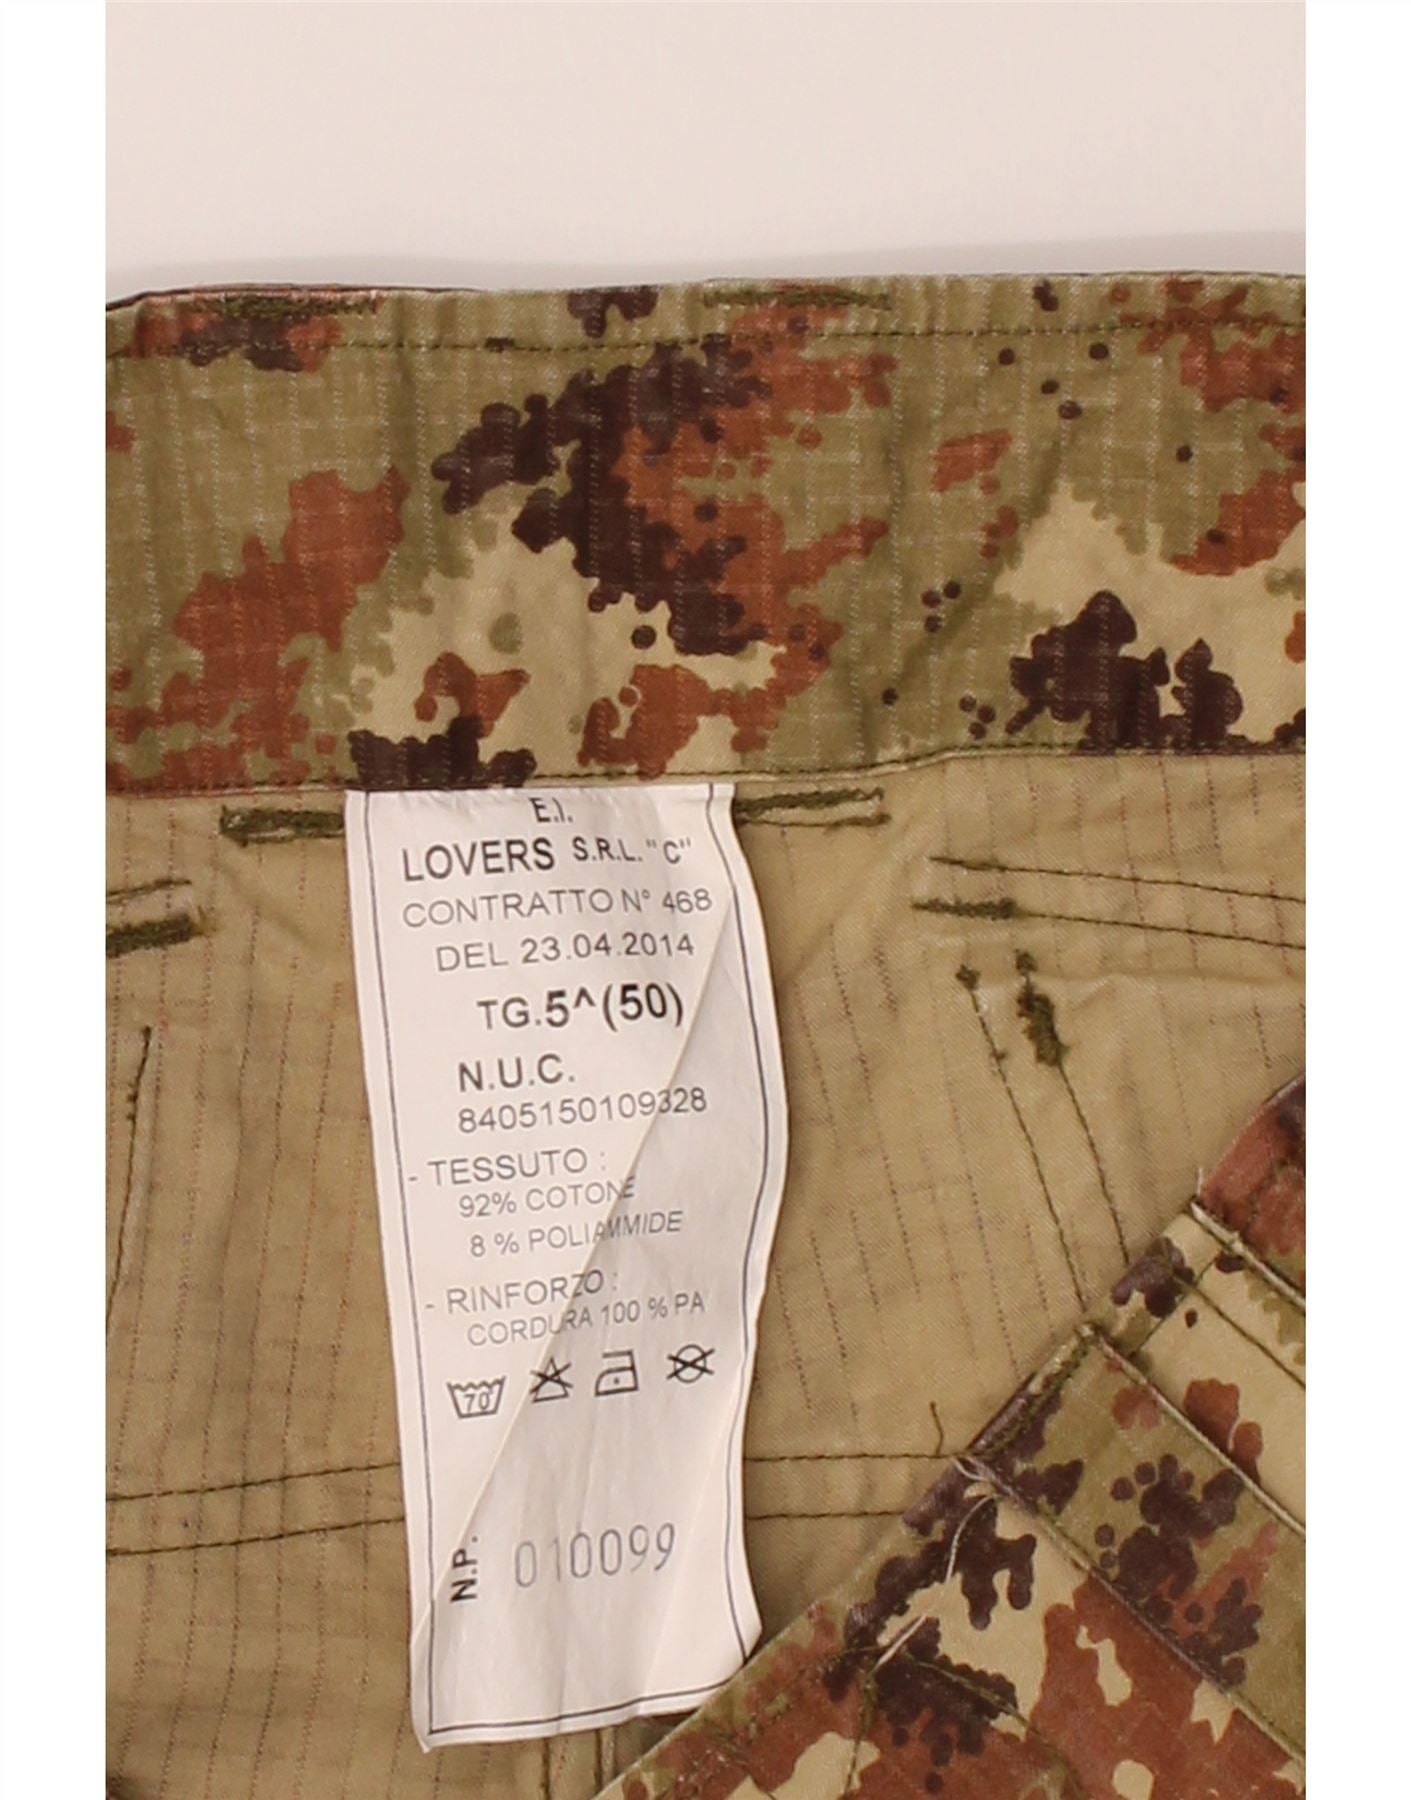 E.I.
LOVERS S.R.L. "C"
CONTRATTO N° 468
DEL 23.04.2014
TG.5^(50)
N.U.C.
8405150109328
- TESSUTO :
92% COTONE
8 % POLIAMMIDE
- RINFORZO :
CORDURA 100 % PA
70
N.P. 010099